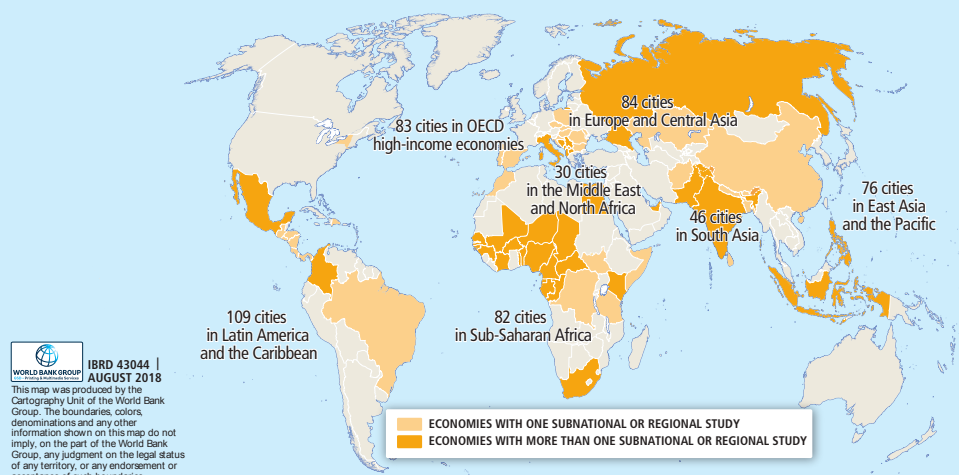 84 cities
in Europe and Central Asia
83 cities in OECD
high-income economies
30 cities
in the Middle East
and North Africa
76 cities
in East Asia
and the Pacific
46 cities
in South Asia
109 cities
in Latin America
and the Caribbean
82 cities
in Sub-Saharan Africa
WORLD BANK GROUP
Printing & Multimedia Services
IBRD 43044 |
AUGUST 2018
This map was produced by the
Cartography Unit of the World Bank
Group. The boundaries, colors,
denominations and any other
information shown on this map do not
imply, on the part of the World Bank
Group, any judgment on the legal status
of any territory, or any endorsement or
ECONOMIES WITH ONE SUBNATIONAL OR REGIONAL STUDY
ECONOMIES WITH MORE THAN ONE SUBNATIONAL OR REGIONAL STUDY